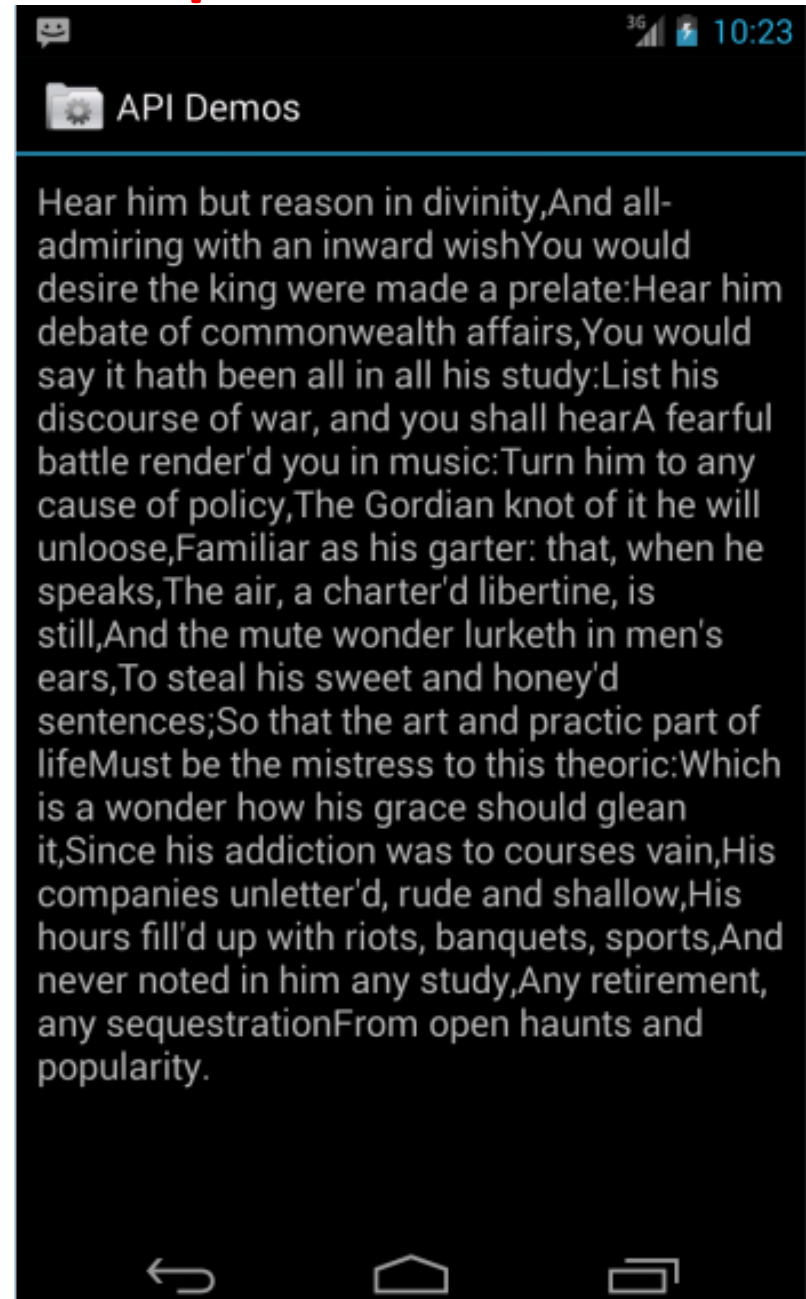 3G 10:23
API Demos
Hear him but reason in divinity,And all-
admiring with an inward wishYou would
desire the king were made a prelate:Hear him
debate of commonwealth affairs,You would
say it hath been all in all his study:List his
discourse of war, and you shall hearA fearful
battle render'd you in music:Turn him to any
cause of policy,The Gordian knot of it he will
unloose,Familiar as his garter: that, when he
speaks,The air, a charter'd libertine, is
still,And the mute wonder lurketh in men's
ears,To steal his sweet and honey'd
sentences;So that the art and practic part of
lifeMust be the mistress to this theoric:Which
is a wonder how his grace should glean
it,Since his addiction was to courses vain,His
companies unletter'd, rude and shallow,His
hours fill'd up with riots, banquets, sports,And
never noted in him any study,Any retirement,
any sequestrationFrom open haunts and
popularity.